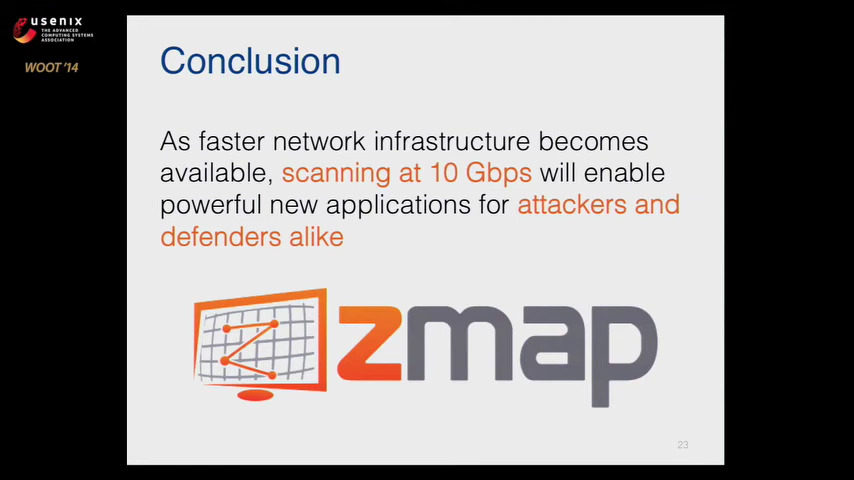 usenix
THE ADVANCED
COMPUTING SYSTEMS
ASSOCIATION
WOOT '14
Conclusion
As faster network infrastructure becomes
available, scanning at 10 Gbps will enable
powerful new applications for attackers and
defenders alike
zmap
23